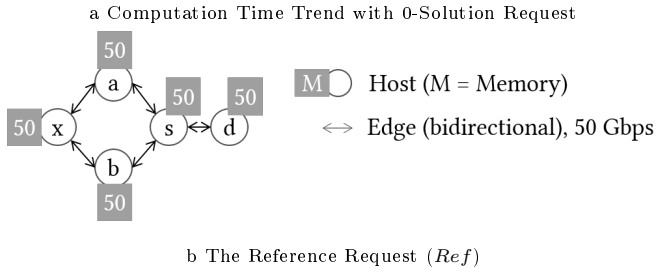 a Computation Time Trend with 0-Solution Request
50
a
50
50
M
Host (M = Memory)
50
x
s
d
Edge (bidirectional), 50 Gbps
b
50
b The Reference Request (Ref)